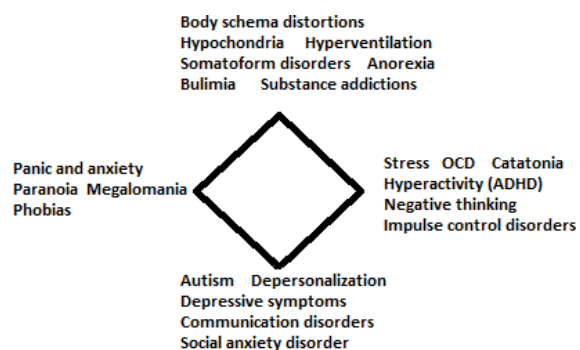 Body schema distortions
Hypochondria Hyperventilation
Somatoform disorders Anorexia
Bulimia Substance addictions
Panic and anxiety
Paranoia Megalomania
Phobias
Stress OCD Catatonia
Hyperactivity (ADHD)
Negative thinking
Impulse control disorders
Autism Depersonalization
Depressive symptoms
Communication disorders
Social anxiety disorder